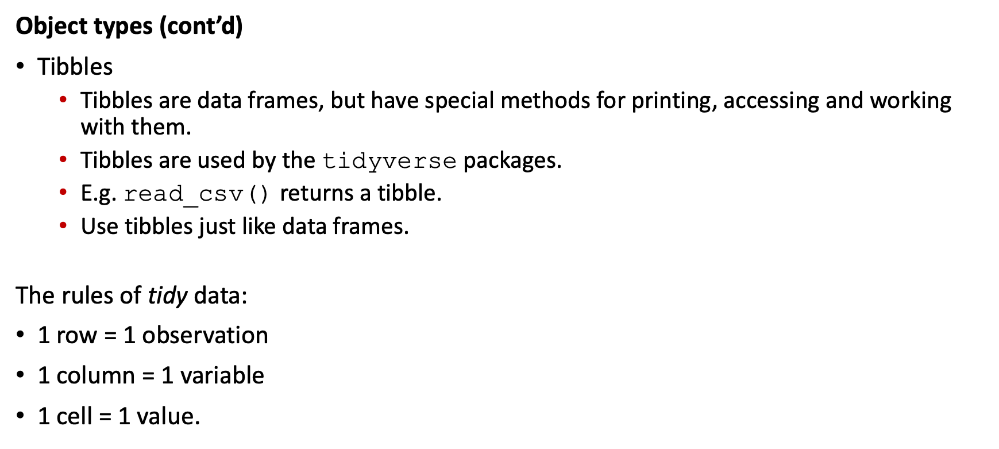 Object types (cont’d)
• Tibbles
• Tibbles are data frames, but have special methods for printing, accessing and working
with them.
• Tibbles are used by the tidyverse packages.
• E.g. read_csv() returns a tibble.
• Use tibbles just like data frames.
The rules of tidy data:
• 1 row = 1 observation
• 1 column = 1 variable
• 1 cell = 1 value.